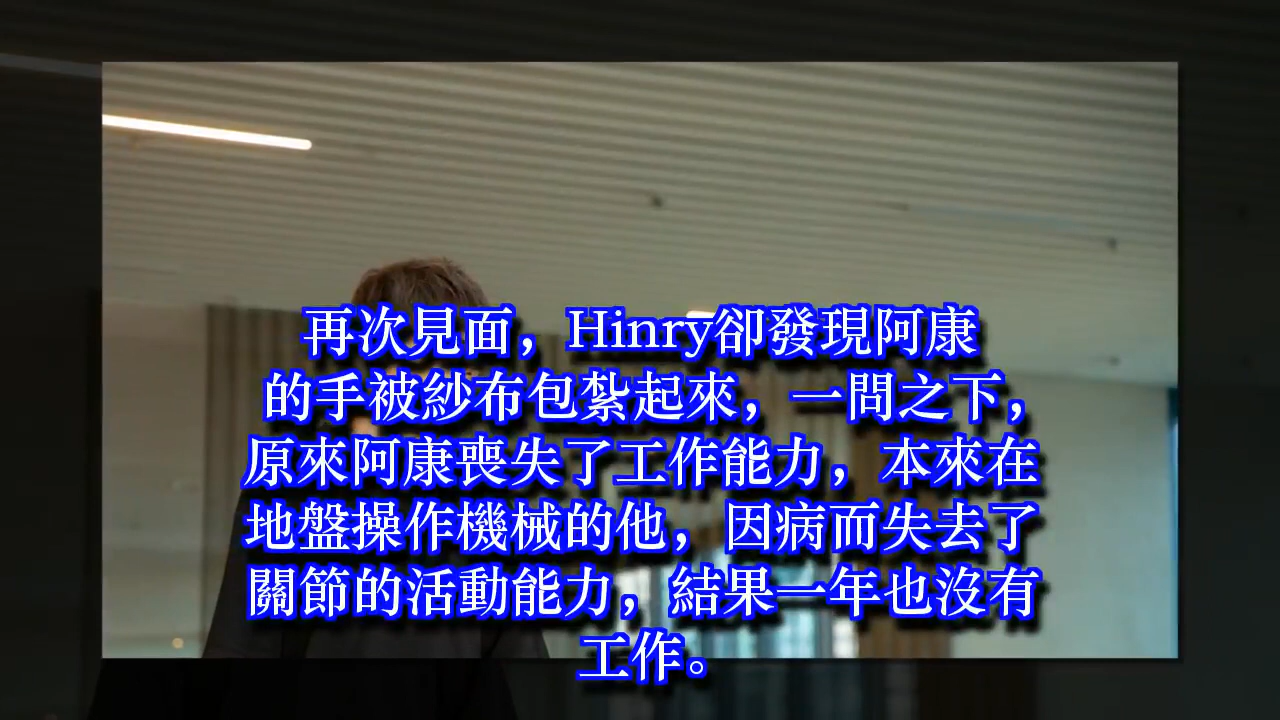 再次見面，Hinry卻發現阿康
的手被紗布包紮起來，一問之下，
原來阿康喪失了工作能力，本來在
地盤操作機械的他，因病而失去了
關節的活動能力，結果一年也沒有
工作。